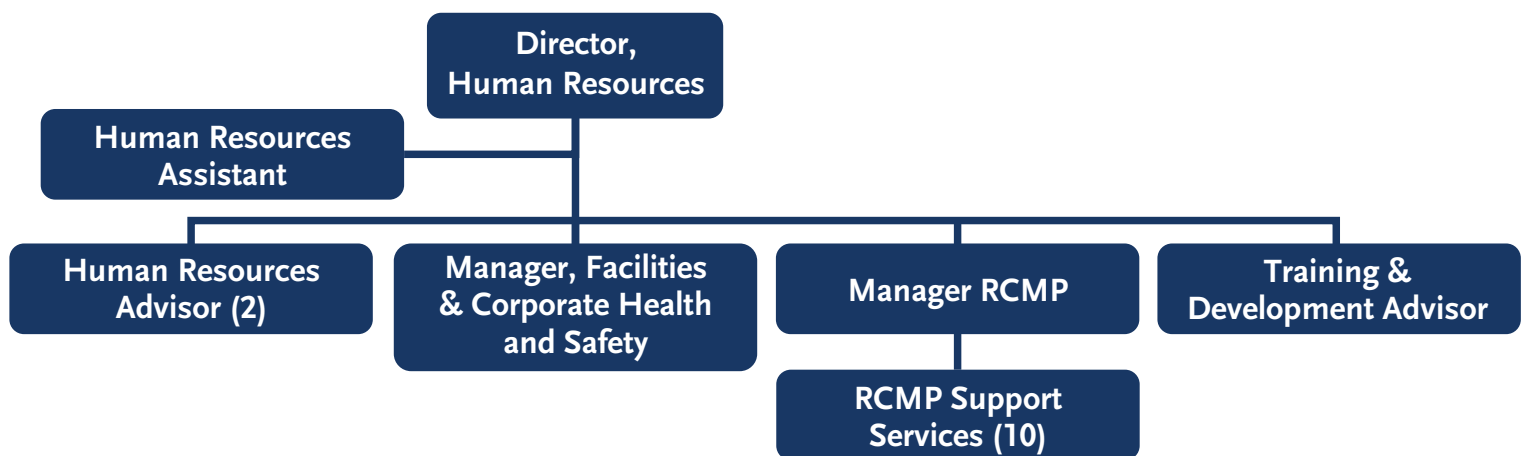 Director,
Human Resources
Human Resources
Assistant
Human Resources
Advisor (2)
Manager, Facilities
& Corporate Health
and Safety
Manager RCMP
Training &
Development Advisor
RCMP Support
Services (10)